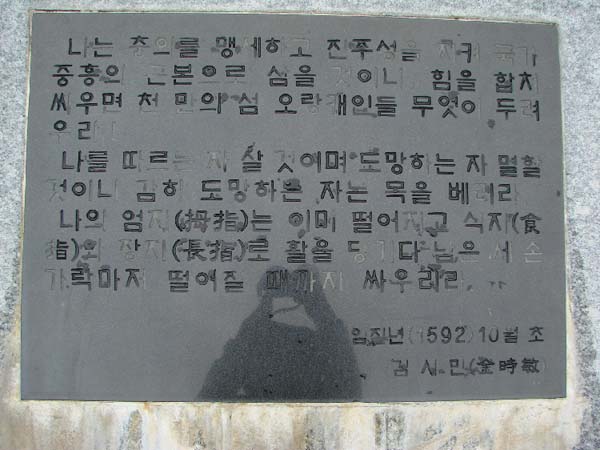 나는 충의를 맹세하고 진주성을 지켜 국가
중흥의 근본으로 삼을 것이니 힘을 합쳐
싸우면 천 만의 섬 오랑캐인들 무엇이 두려
우리!
나를 따르는 자 살 것이며 도망하는 자 멸할
것이니 감히 도망하는 자는 목을 베리라
나의 엄지(拇指)는 이미 떨어지고 식지(食
指)와 장지(長指)로 활을 당기다 남은 세 손
가락마저 떨어질 때까지 싸우리라...
임진년(1592)10월 초
김 시 민(金時敏)